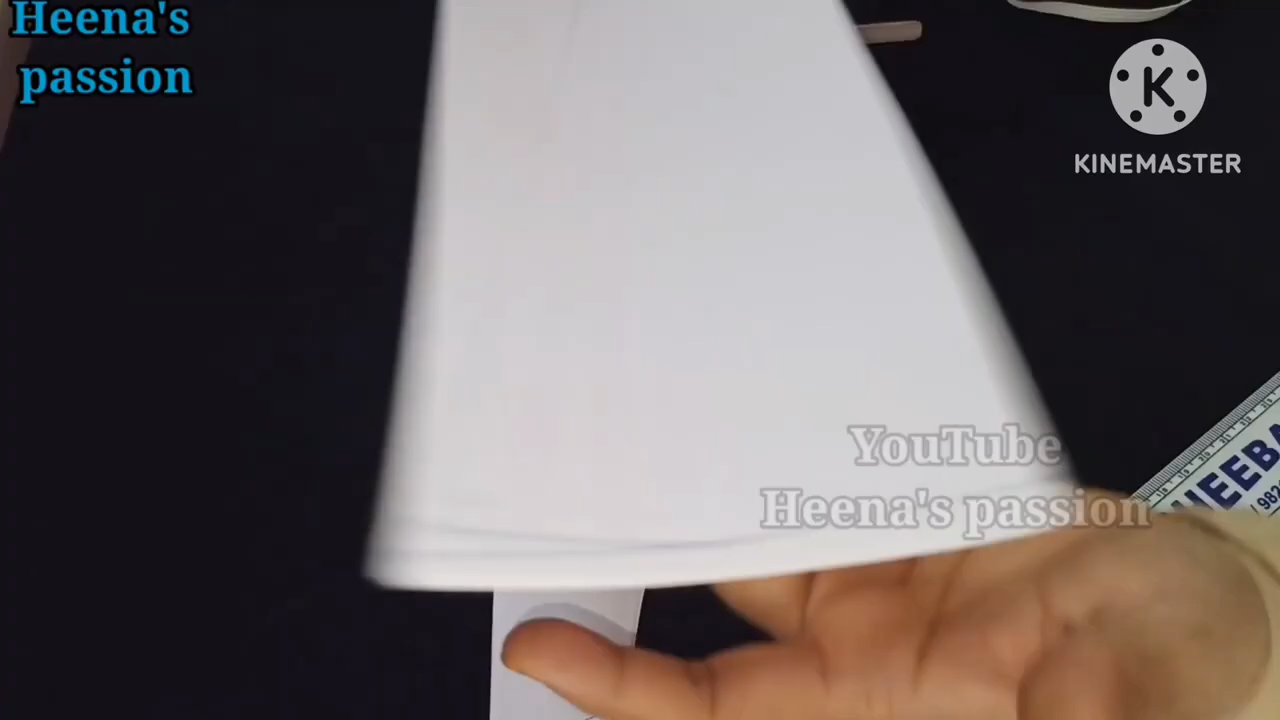 Heena's
passion
K
KINEMASTER
YouTube
Heena's passion